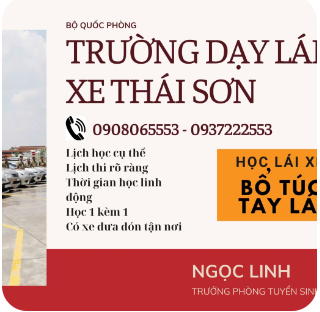 BỘ QUỐC PHÒNG
TRƯỜNG DẠY LÁI
XE THÁI SƠN
0908065553 - 0937222553
Lịch học cụ thể
Lịch thi rõ ràng
Thời gian học linh
động
Học 1 kèm 1
Có xe đưa đón tận nơi
HỌC LÁI X
BỔ TÚC
TAY LÁ
NGỌC LINH
TRƯỞNG PHÒNG TUYỂN SIN